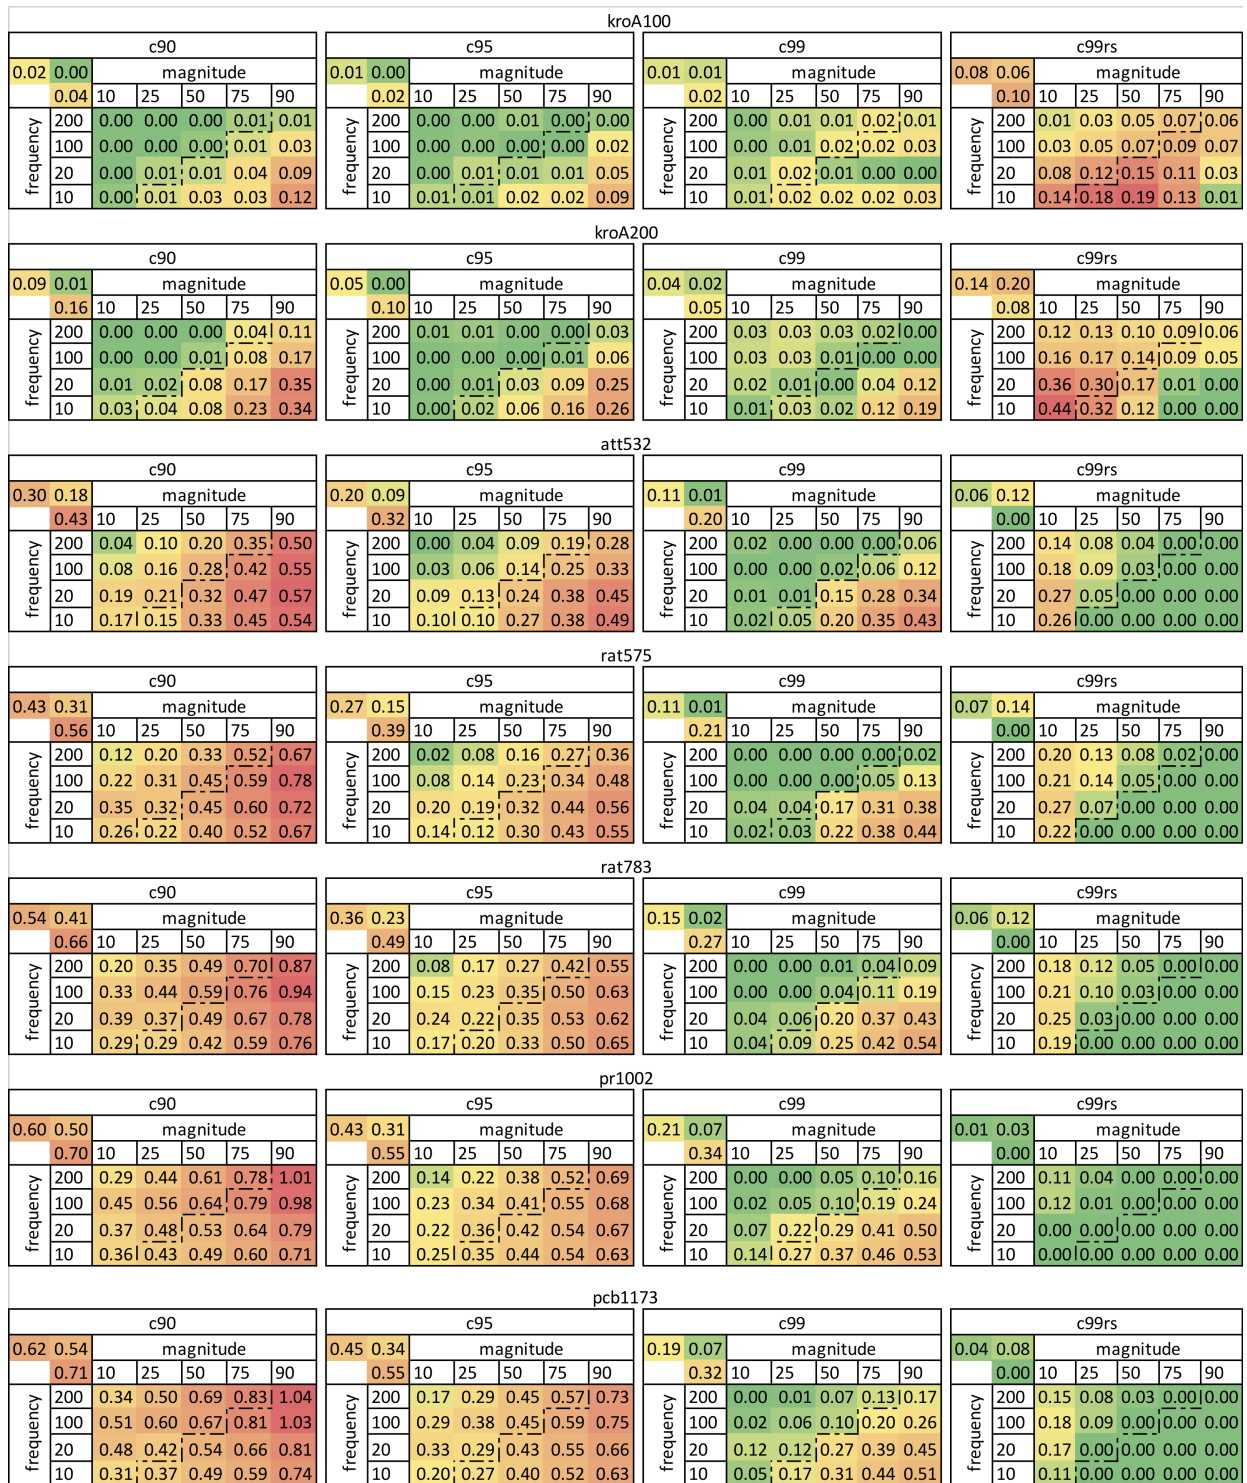 kroA100
c90 c95 c99 c99rs
0.02 0.00 magnitude 0.01 0.00 magnitude 0.01 0.01 magnitude 0.08 0.06 magnitude
0.04 10 25 50 75 90 0.02 10 25 50 75 90 0.02 10 25 50 75 90 0.10 10 25 50 75 90
frequency 200 0.00 0.00 0.00 0.01 0.01 frequency 200 0.00 0.00 0.01 0.00 0.00 frequency 200 0.00 0.01 0.01 0.02 0.01 frequency 200 0.01 0.03 0.05 0.07 0.06
100 0.00 0.00 0.00 0.01 0.03 100 0.00 0.00 0.00 0.00 0.02 100 0.00 0.01 0.02 0.02 0.03 100 0.03 0.05 0.07 0.09 0.07
20 0.00 0.01 0.01 0.04 0.09 20 0.00 0.01 0.01 0.01 0.05 20 0.01 0.02 0.01 0.00 0.00 20 0.08 0.12 0.15 0.11 0.03
10 0.00 0.01 0.03 0.03 0.12 10 0.01 0.01 0.02 0.02 0.09 10 0.01 0.02 0.02 0.02 0.03 10 0.14 0.18 0.19 0.13 0.01
kroA200
c90 c95 c99 c99rs
0.09 0.01 magnitude 0.05 0.00 magnitude 0.04 0.02 magnitude 0.14 0.20 magnitude
0.16 10 25 50 75 90 0.10 10 25 50 75 90 0.05 10 25 50 75 90 0.08 10 25 50 75 90
frequency 200 0.00 0.00 0.00 0.04 0.11 frequency 200 0.01 0.01 0.00 0.00 0.03 frequency 200 0.03 0.03 0.03 0.02 0.00 frequency 200 0.12 0.13 0.10 0.09 0.06
100 0.00 0.00 0.01 0.08 0.17 100 0.00 0.00 0.00 0.01 0.06 100 0.03 0.03 0.01 0.00 0.00 100 0.16 0.17 0.14 0.09 0.05
20 0.01 0.02 0.08 0.17 0.35 20 0.00 0.01 0.03 0.09 0.25 20 0.02 0.01 0.00 0.04 0.12 20 0.36 0.30 0.17 0.01 0.00
10 0.03 0.04 0.08 0.23 0.34 10 0.00 0.02 0.06 0.16 0.26 10 0.01 0.03 0.02 0.12 0.19 10 0.44 0.32 0.12 0.00 0.00
att532
c90 c95 c99 c99rs
0.30 0.18 magnitude 0.20 0.09 magnitude 0.11 0.01 magnitude 0.06 0.12 magnitude
0.43 10 25 50 75 90 0.32 10 25 50 75 90 0.20 10 25 50 75 90 0.00 10 25 50 75 90
frequency 200 0.04 0.10 0.20 0.35 0.50 frequency 200 0.00 0.04 0.09 0.19 0.28 frequency 200 0.02 0.00 0.00 0.00 0.06 frequency 200 0.14 0.08 0.04 0.00 0.00
100 0.08 0.16 0.28 0.42 0.55 100 0.03 0.06 0.14 0.25 0.33 100 0.00 0.00 0.02 0.06 0.12 100 0.18 0.09 0.03 0.00 0.00
20 0.19 0.21 0.32 0.47 0.57 20 0.09 0.13 0.24 0.38 0.45 20 0.01 0.01 0.15 0.28 0.34 20 0.27 0.05 0.00 0.00 0.00
10 0.17 0.15 0.33 0.45 0.54 10 0.10 0.10 0.27 0.38 0.49 10 0.02 0.05 0.20 0.35 0.43 10 0.26 0.00 0.00 0.00 0.00
rat575
c90 c95 c99 c99rs
0.43 0.31 magnitude 0.27 0.15 magnitude 0.11 0.01 magnitude 0.07 0.14 magnitude
0.56 10 25 50 75 90 0.39 10 25 50 75 90 0.21 10 25 50 75 90 0.00 10 25 50 75 90
frequency 200 0.12 0.20 0.33 0.52 0.67 frequency 200 0.02 0.08 0.16 0.27 0.36 frequency 200 0.00 0.00 0.00 0.00 0.02 frequency 200 0.20 0.13 0.08 0.02 0.00
100 0.22 0.31 0.45 0.59 0.78 100 0.08 0.14 0.23 0.34 0.48 100 0.00 0.00 0.00 0.05 0.13 100 0.21 0.14 0.05 0.00 0.00
20 0.35 0.32 0.45 0.60 0.72 20 0.20 0.19 0.32 0.44 0.56 20 0.04 0.04 0.17 0.31 0.38 20 0.27 0.07 0.00 0.00 0.00
10 0.26 0.22 0.40 0.52 0.67 10 0.14 0.12 0.30 0.43 0.55 10 0.02 0.03 0.22 0.38 0.44 10 0.22 0.00 0.00 0.00 0.00
rat783
c90 c95 c99 c99rs
0.54 0.41 magnitude 0.36 0.23 magnitude 0.15 0.02 magnitude 0.06 0.12 magnitude
0.66 10 25 50 75 90 0.49 10 25 50 75 90 0.27 10 25 50 75 90 0.00 10 25 50 75 90
frequency 200 0.20 0.35 0.49 0.70 0.87 frequency 200 0.08 0.17 0.27 0.42 0.55 frequency 200 0.00 0.00 0.01 0.04 0.09 frequency 200 0.18 0.12 0.05 0.00 0.00
100 0.33 0.44 0.59 0.76 0.94 100 0.15 0.23 0.35 0.50 0.63 100 0.00 0.00 0.04 0.11 0.19 100 0.21 0.10 0.03 0.00 0.00
20 0.39 0.37 0.49 0.67 0.78 20 0.24 0.22 0.35 0.53 0.62 20 0.04 0.06 0.20 0.37 0.43 20 0.25 0.03 0.00 0.00 0.00
10 0.29 0.29 0.42 0.59 0.76 10 0.17 0.20 0.33 0.50 0.65 10 0.04 0.09 0.25 0.42 0.54 10 0.19 0.00 0.00 0.00 0.00
pr1002
c90 c95 c99 c99rs
0.60 0.50 magnitude 0.43 0.31 magnitude 0.21 0.07 magnitude 0.01 0.03 magnitude
0.70 10 25 50 75 90 0.55 10 25 50 75 90 0.34 10 25 50 75 90 0.00 10 25 50 75 90
frequency 200 0.29 0.44 0.61 0.78 1.01 frequency 200 0.14 0.22 0.38 0.52 0.69 frequency 200 0.00 0.00 0.05 0.10 0.16 frequency 200 0.11 0.04 0.00 0.00 0.00
100 0.45 0.56 0.64 0.79 0.98 100 0.23 0.34 0.41 0.55 0.68 100 0.02 0.05 0.10 0.19 0.24 100 0.12 0.01 0.00 0.00 0.00
20 0.37 0.48 0.53 0.64 0.79 20 0.22 0.36 0.42 0.54 0.67 20 0.07 0.22 0.29 0.41 0.50 20 0.00 0.00 0.00 0.00 0.00
10 0.36 0.43 0.49 0.60 0.71 10 0.25 0.35 0.44 0.54 0.63 10 0.14 0.27 0.37 0.46 0.53 10 0.00 0.00 0.00 0.00 0.00
pcb1173
c90 c95 c99 c99rs
0.62 0.54 magnitude 0.45 0.34 magnitude 0.19 0.07 magnitude 0.04 0.08 magnitude
0.71 10 25 50 75 90 0.55 10 25 50 75 90 0.32 10 25 50 75 90 0.00 10 25 50 75 90
frequency 200 0.34 0.50 0.69 0.83 1.04 frequency 200 0.17 0.29 0.45 0.57 0.73 frequency 200 0.00 0.01 0.07 0.13 0.17 frequency 200 0.15 0.08 0.03 0.00 0.00
100 0.51 0.60 0.67 0.81 1.03 100 0.29 0.38 0.45 0.59 0.75 100 0.02 0.06 0.10 0.20 0.26 100 0.18 0.09 0.00 0.00 0.00
20 0.48 0.42 0.54 0.66 0.81 20 0.33 0.29 0.43 0.55 0.66 20 0.12 0.12 0.27 0.39 0.45 20 0.17 0.00 0.00 0.00 0.00
10 0.31 0.37 0.49 0.59 0.74 10 0.20 0.27 0.40 0.52 0.63 10 0.05 0.17 0.31 0.44 0.51 10 0.11 0.00 0.00 0.00 0.00